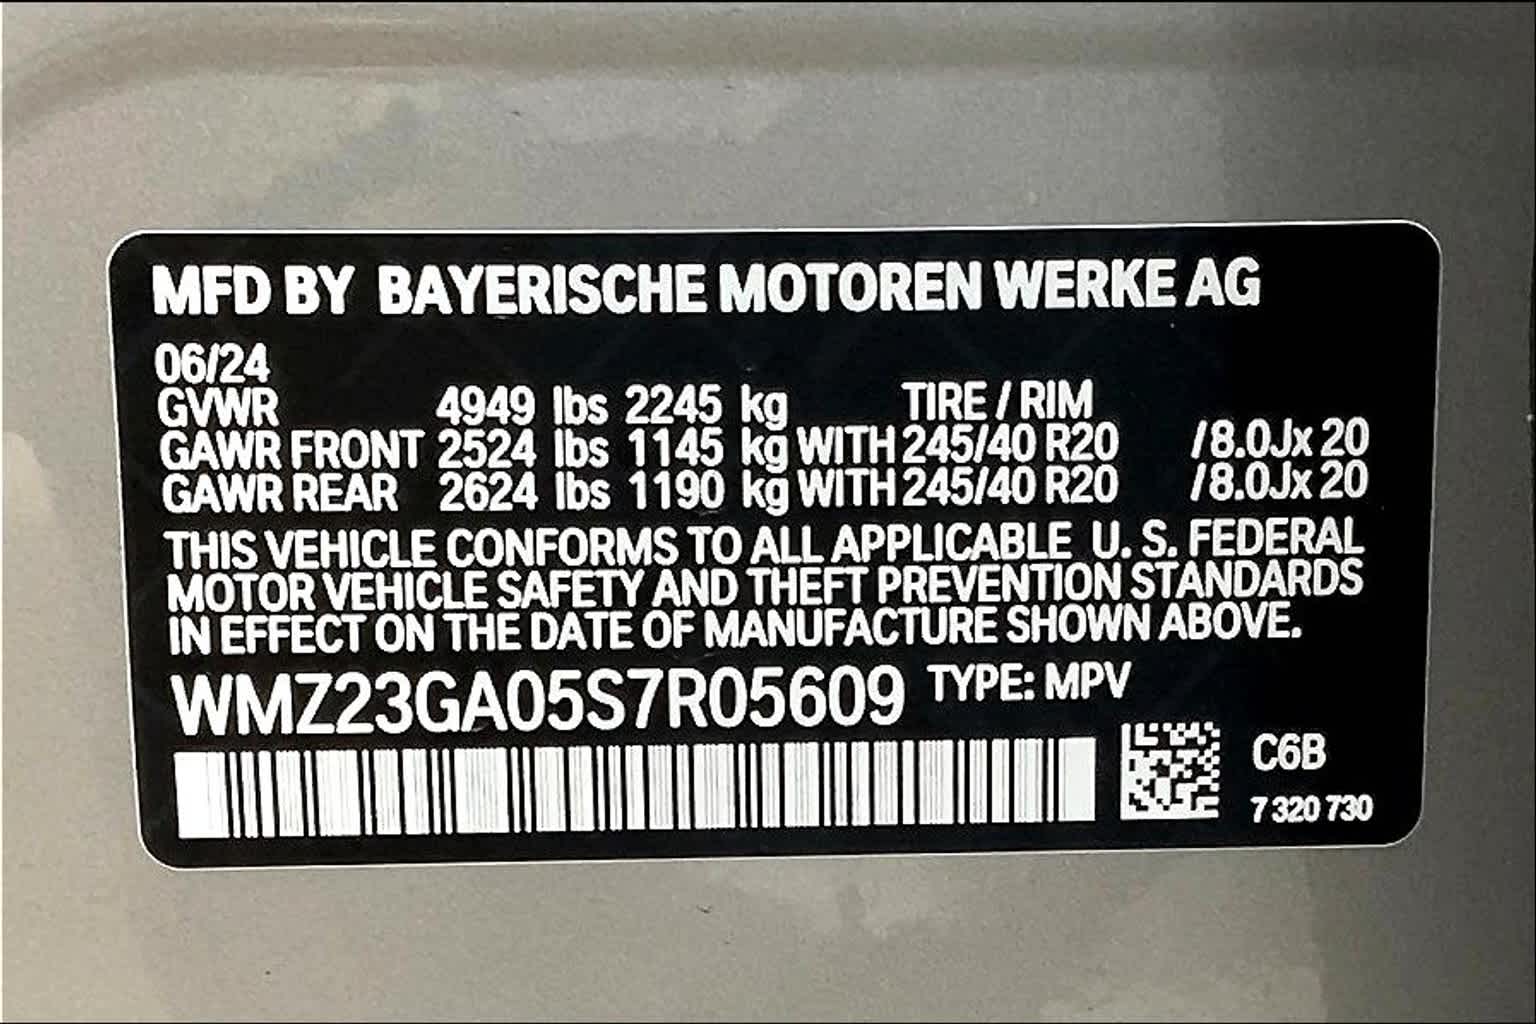 MFD BY BAYERISCHE MOTOREN WERKE AG
06/24
GVWR 4949 lbs 2245 kg TIRE / RIM
GAWR FRONT 2524 lbs 1145 kg WITH 245/40 R20 /8.0Jx 20
GAWR REAR 2624 lbs 1190 kg WITH 245/40 R20 /8.0Jx 20
THIS VEHICLE CONFORMS TO ALL APPLICABLE U. S. FEDERAL
MOTOR VEHICLE SAFETY AND THEFT PREVENTION STANDARDS
IN EFFECT ON THE DATE OF MANUFACTURE SHOWN ABOVE.
WMZ23GA05S7R05609 TYPE: MPV
C6B
7 320 730